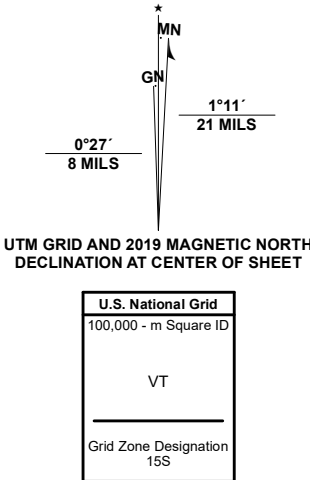 ★
MN
GN
1°11´
21 MILS
0°27´
8 MILS
UTM GRID AND 2019 MAGNETIC NORTH
DECLINATION AT CENTER OF SHEET
U.S. National Grid
100,000 - m Square ID
VT
Grid Zone Designation
15S